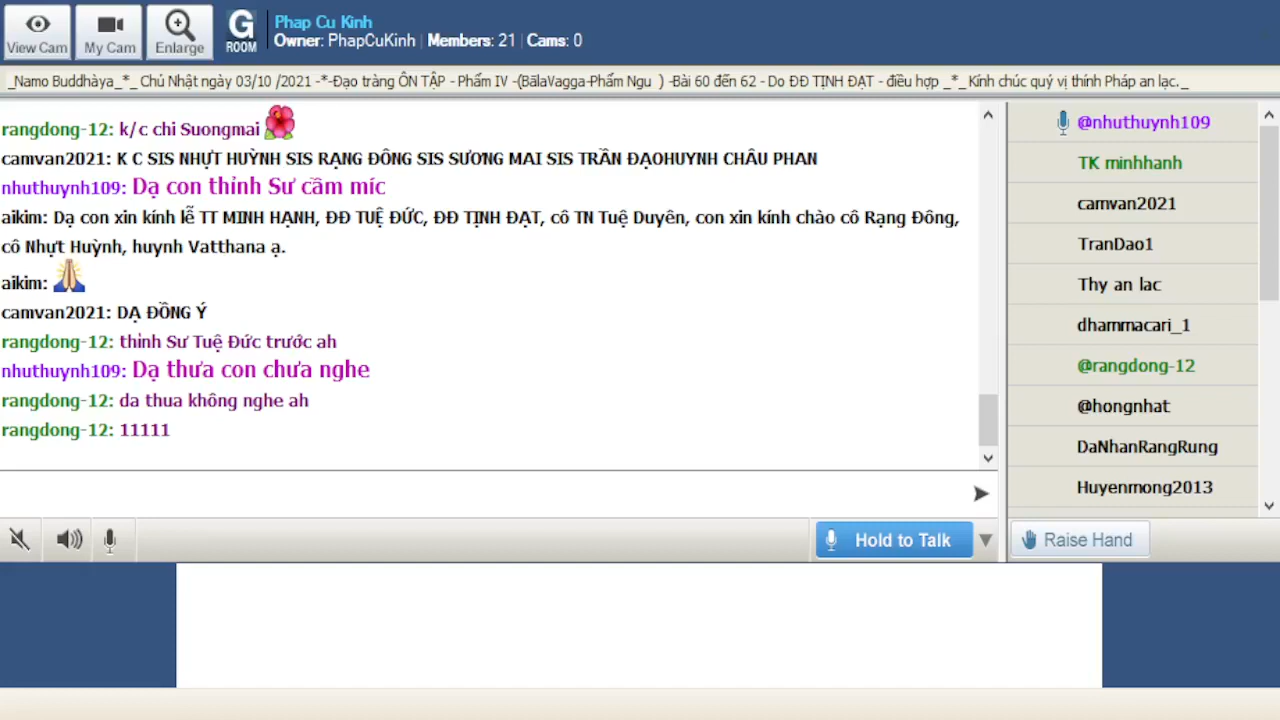 View Cam
My Cam
Enlarge
G
ROOM
Phap Cu Kinh
Owner: PhapCuKinh | Members: 21 | Cams: 0
_Namo Buddhàya_*_ Chủ Nhật ngày 03/10 /2021 -*-Đạo tràng ÔN TẬP - Phẩm IV -(BālaVagga-Phẩm Ngu ) -Bài 60 đến 62 - Do ĐĐ TỊNH ĐẠT - điều hợp _*_ Kính chúc quý vị thính Pháp an lạc._
rangdong-12: k/c chi Suongmai
camvan2021: K C SIS NHỰT HUỲNH SIS RẠNG ĐÔNG SIS SƯƠNG MAI SIS TRẦN ĐẠOHUYNH CHÂU PHAN
nhuthuynh109: Dạ con thỉnh Sư cầm míc
aikim: Dạ con xin kính lễ TT MINH HẠNH, ĐĐ TUỆ ĐỨC, ĐĐ TỊNH ĐẠT, cô TN Tuệ Duyên, con xin kính chào cô Rạng Đông,
cô Nhựt Huỳnh, huynh Vatthana ạ.
aikim:
camvan2021: DẠ ĐỒNG Ý
rangdong-12: thỉnh Sư Tuệ Đức trước ah
nhuthuynh109: Dạ thưa con chưa nghe
rangdong-12: da thua không nghe ah
rangdong-12: 11111
@nhuthuynh109
TK minhhanh
camvan2021
TranDao1
Thy an lac
dhammacari_1
@rangdong-12
@hongnhat
DaNhanRangRung
Huyenmong2013
Hold to Talk
Raise Hand